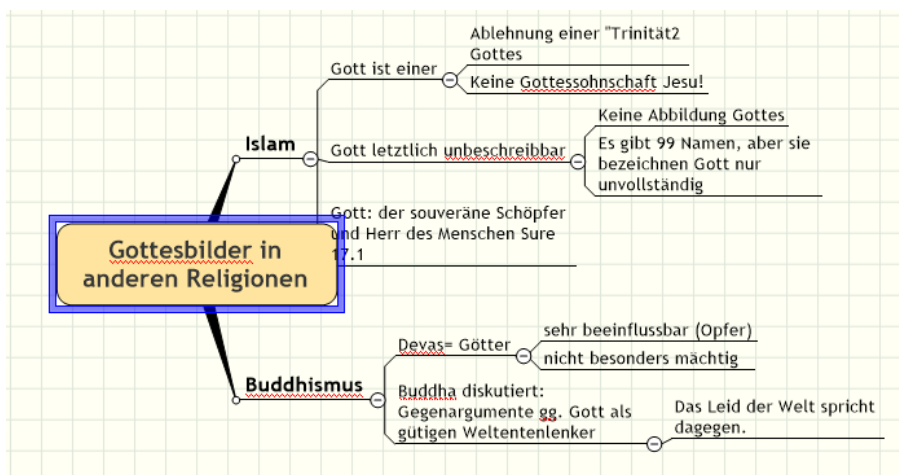 Gottesbilder in
anderen Religionen
Islam
Gott ist einer
Ablehnung einer "Trinität2
Gottes
Keine Gottessohnschaft Jesu!
Gott letztlich unbeschreibbar
Keine Abbildung Gottes
Es gibt 99 Namen, aber sie
bezeichnen Gott nur
unvollständig
Gott: der souveräne Schöpfer
und Herr des Menschen Sure
17.1
Buddhismus
Devas= Götter
sehr beeinflussbar (Opfer)
nicht besonders mächtig
Buddha diskutiert:
Gegenargumente gg. Gott als
gütigen Weltentenlenker
Das Leid der Welt spricht
dagegen.